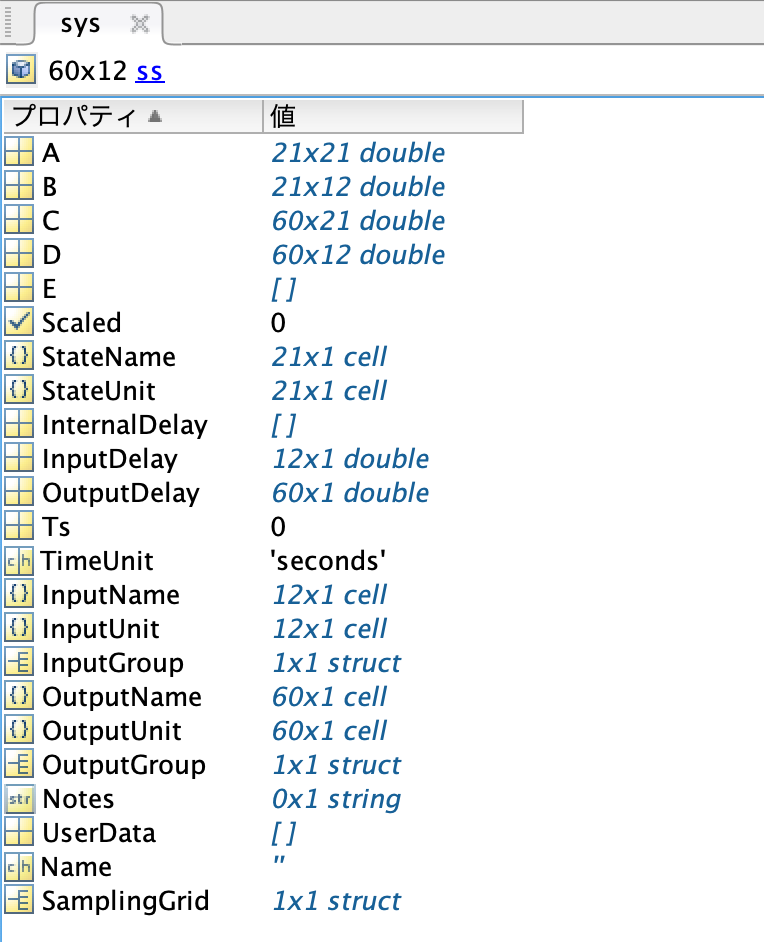 sys
60x12 ss
プロパティ 値
A 21x21 double
B 21x12 double
C 60x21 double
D 60x12 double
E []
Scaled 0
StateName 21x1 cell
StateUnit 21x1 cell
InternalDelay []
InputDelay 12x1 double
OutputDelay 60x1 double
Ts 0
ch TimeUnit 'seconds'
{} InputName 12x1 cell
{} InputUnit 12x1 cell
InputGroup 1x1 struct
{} OutputName 60x1 cell
{} OutputUnit 60x1 cell
OutputGroup 1x1 struct
str Notes 0x1 string
UserData []
ch Name ''
SamplingGrid 1x1 struct